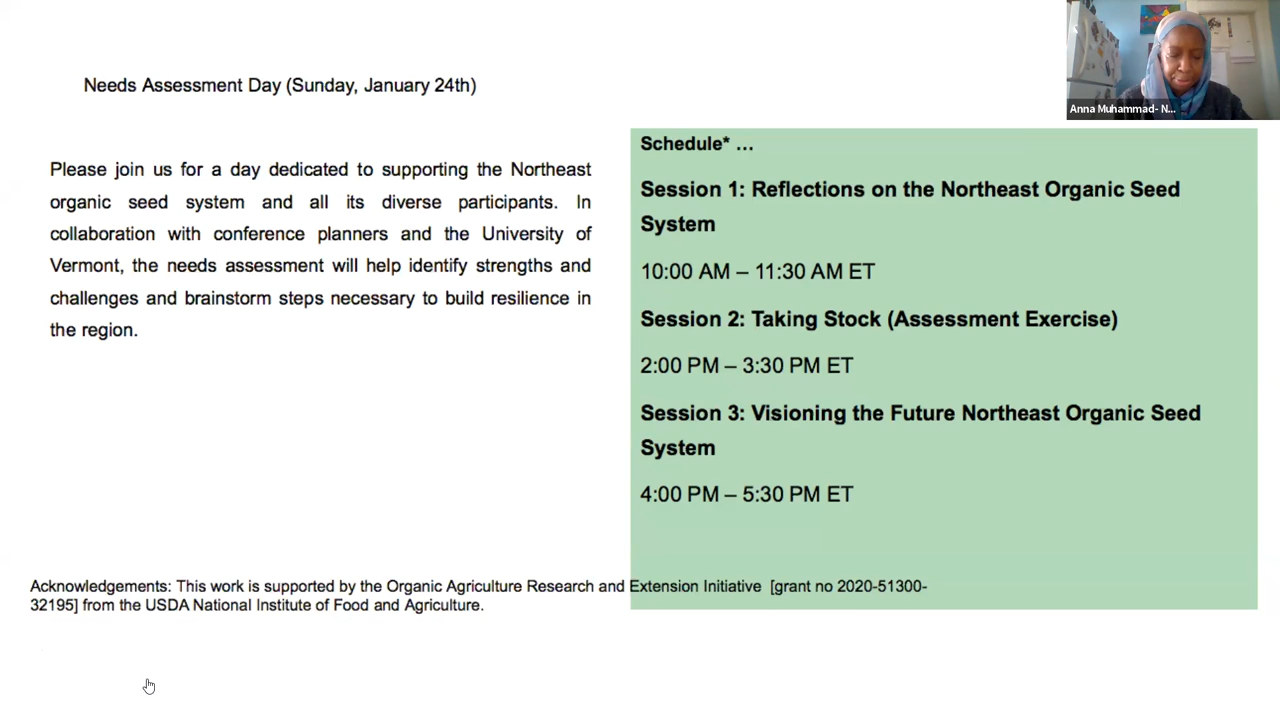 Needs Assessment Day (Sunday, January 24th)
Please join us for a day dedicated to supporting the Northeast
organic seed system and all its diverse participants. In
collaboration with conference planners and the University of
Vermont, the needs assessment will help identify strengths and
challenges and brainstorm steps necessary to build resilience in
the region.
Anna Muhammad- N...
Schedule* …
Session 1: Reflections on the Northeast Organic Seed
System
10:00 AM – 11:30 AM ET
Session 2: Taking Stock (Assessment Exercise)
2:00 PM – 3:30 PM ET
Session 3: Visioning the Future Northeast Organic Seed
System
4:00 PM – 5:30 PM ET
Acknowledgements: This work is supported by the Organic Agriculture Research and Extension Initiative [grant no 2020-51300-
32195] from the USDA National Institute of Food and Agriculture.